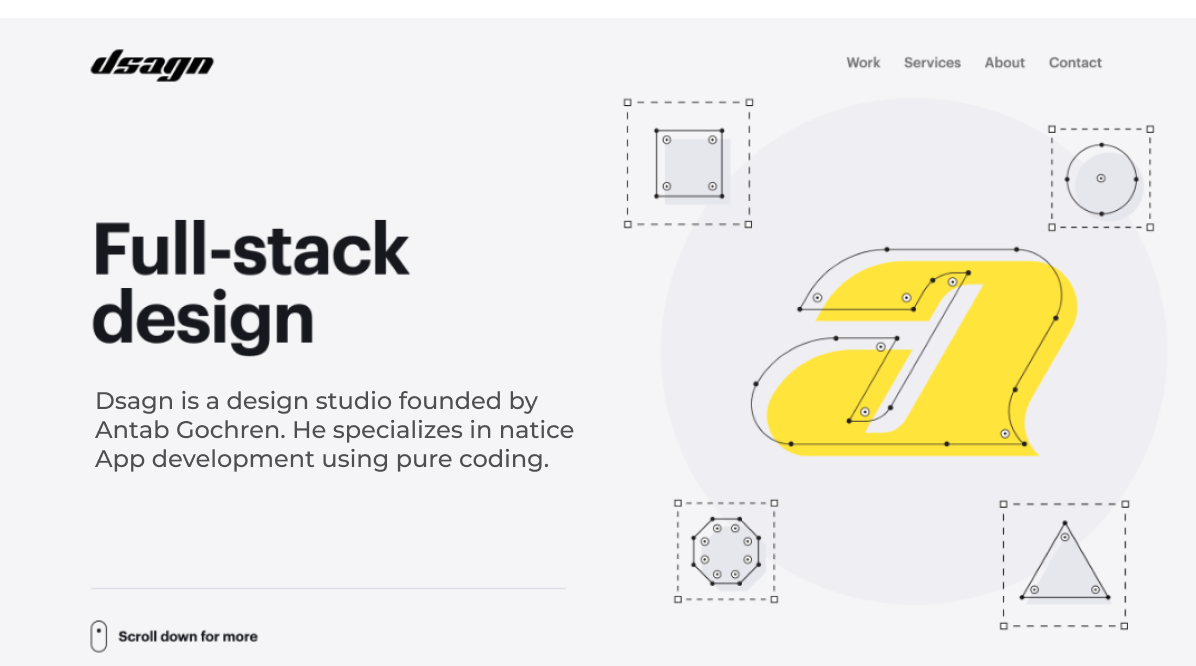 dsagn
Work Services About Contact
Full-stack
design
Dsagn is a design studio founded by
Antab Gochren. He specializes in natice
App development using pure coding.
a
Scroll down for more